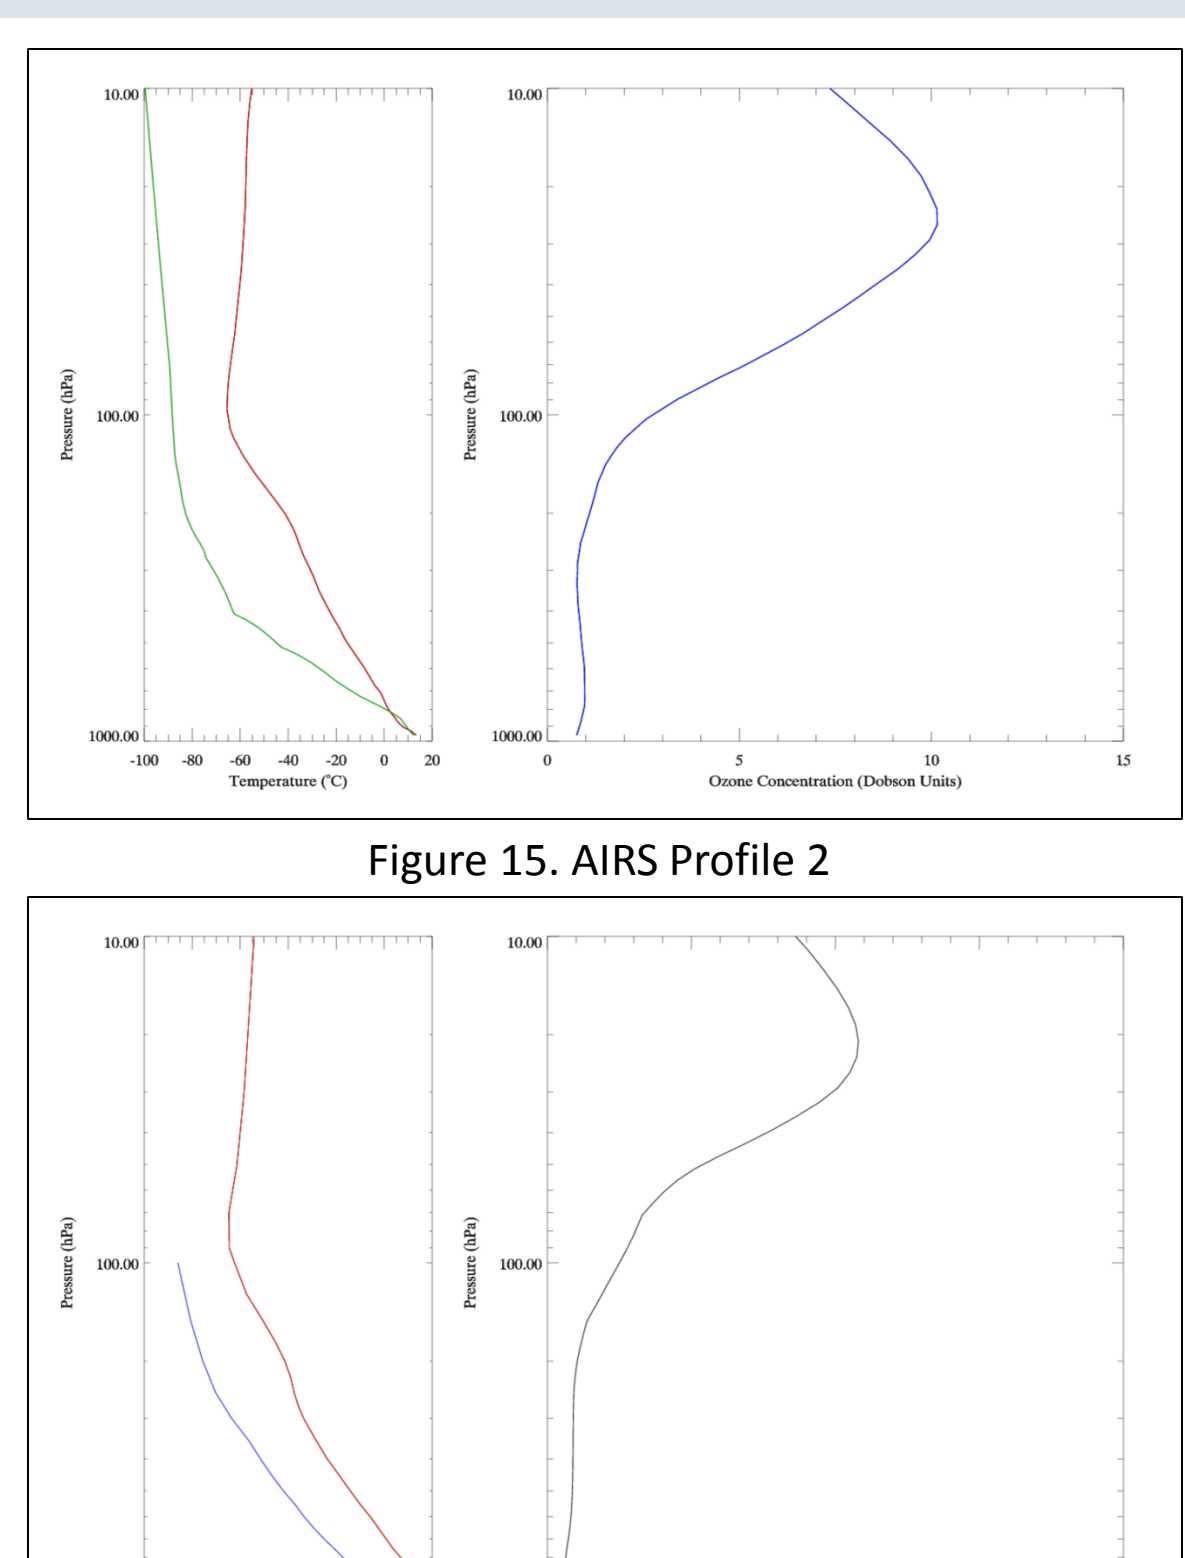 10.00
100.00
1000.00
Pressure (hPa)
-100 -80 -60 -40 -20 0 20
Temperature (°C)
10.00
100.00
1000.00
Pressure (hPa)
0 5 10 15
Ozone Concentration (Dobson Units)
Figure 15. AIRS Profile 2
10.00
100.00
Pressure (hPa)
10.00
100.00
Pressure (hPa)